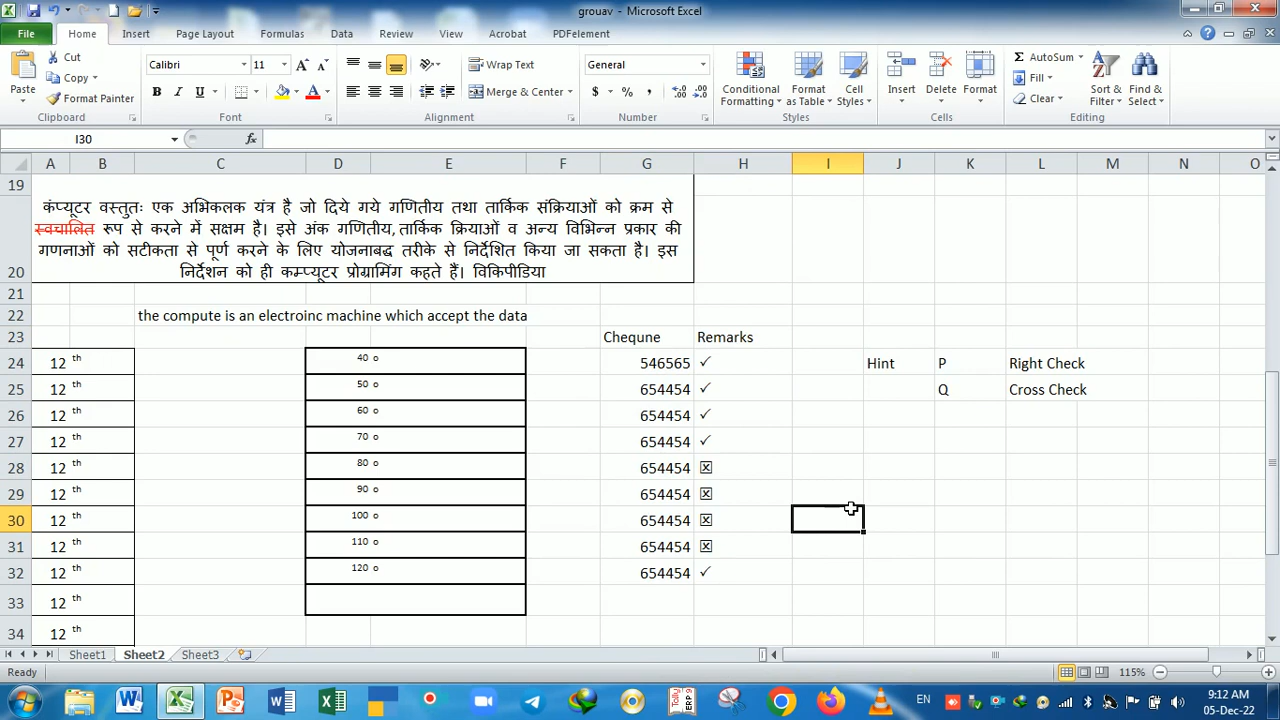 grouav - Microsoft Excel
File Home Insert Page Layout Formulas Data Review View Acrobat PDFelement
Paste Cut Copy Format Painter Clipboard
Calibri 11 A A B I U A Font
Wrap Text Merge & Center Alignment
General $ % , Number
Conditional Formatting Format as Table Cell Styles Styles
Insert Delete Format Cells
AutoSum Fill Clear Sort & Filter Find & Select Editing
I30 fx
A B C D E F G H I J K L M N O
19
कंप्यूटर वस्तुतः एक अभिकलक यंत्र है जो दिये गये गणितीय तथा तार्किक संक्रियाओं को क्रम से
स्वचालित रूप से करने में सक्षम है। इसे अंक गणितीय, तार्किक क्रियाओं व अन्य विभिन्न प्रकार की
गणनाओं को सटीकता से पूर्ण करने के लिए योजनाबद्ध तरीके से निर्देशित किया जा सकता है। इस
20 निर्देशन को ही कम्प्यूटर प्रोग्रामिंग कहते हैं। विकिपीडिया
21
22 the compute is an electroinc machine which accept the data
23 Chequne Remarks
24 12 th 40 o 546565 ✓ Hint P Right Check
25 12 th 50 o 654454 ✓ Q Cross Check
26 12 th 60 o 654454 ✓
27 12 th 70 o 654454 ✓
28 12 th 80 o 654454 ☒
29 12 th 90 o 654454 ☒
30 12 th 100 o 654454 ☒
31 12 th 110 o 654454 ☒
32 12 th 120 o 654454 ✓
33 12 th
34 12 th
Sheet1 Sheet2 Sheet3
Ready 115%
EN 9:12 AM
05-Dec-22